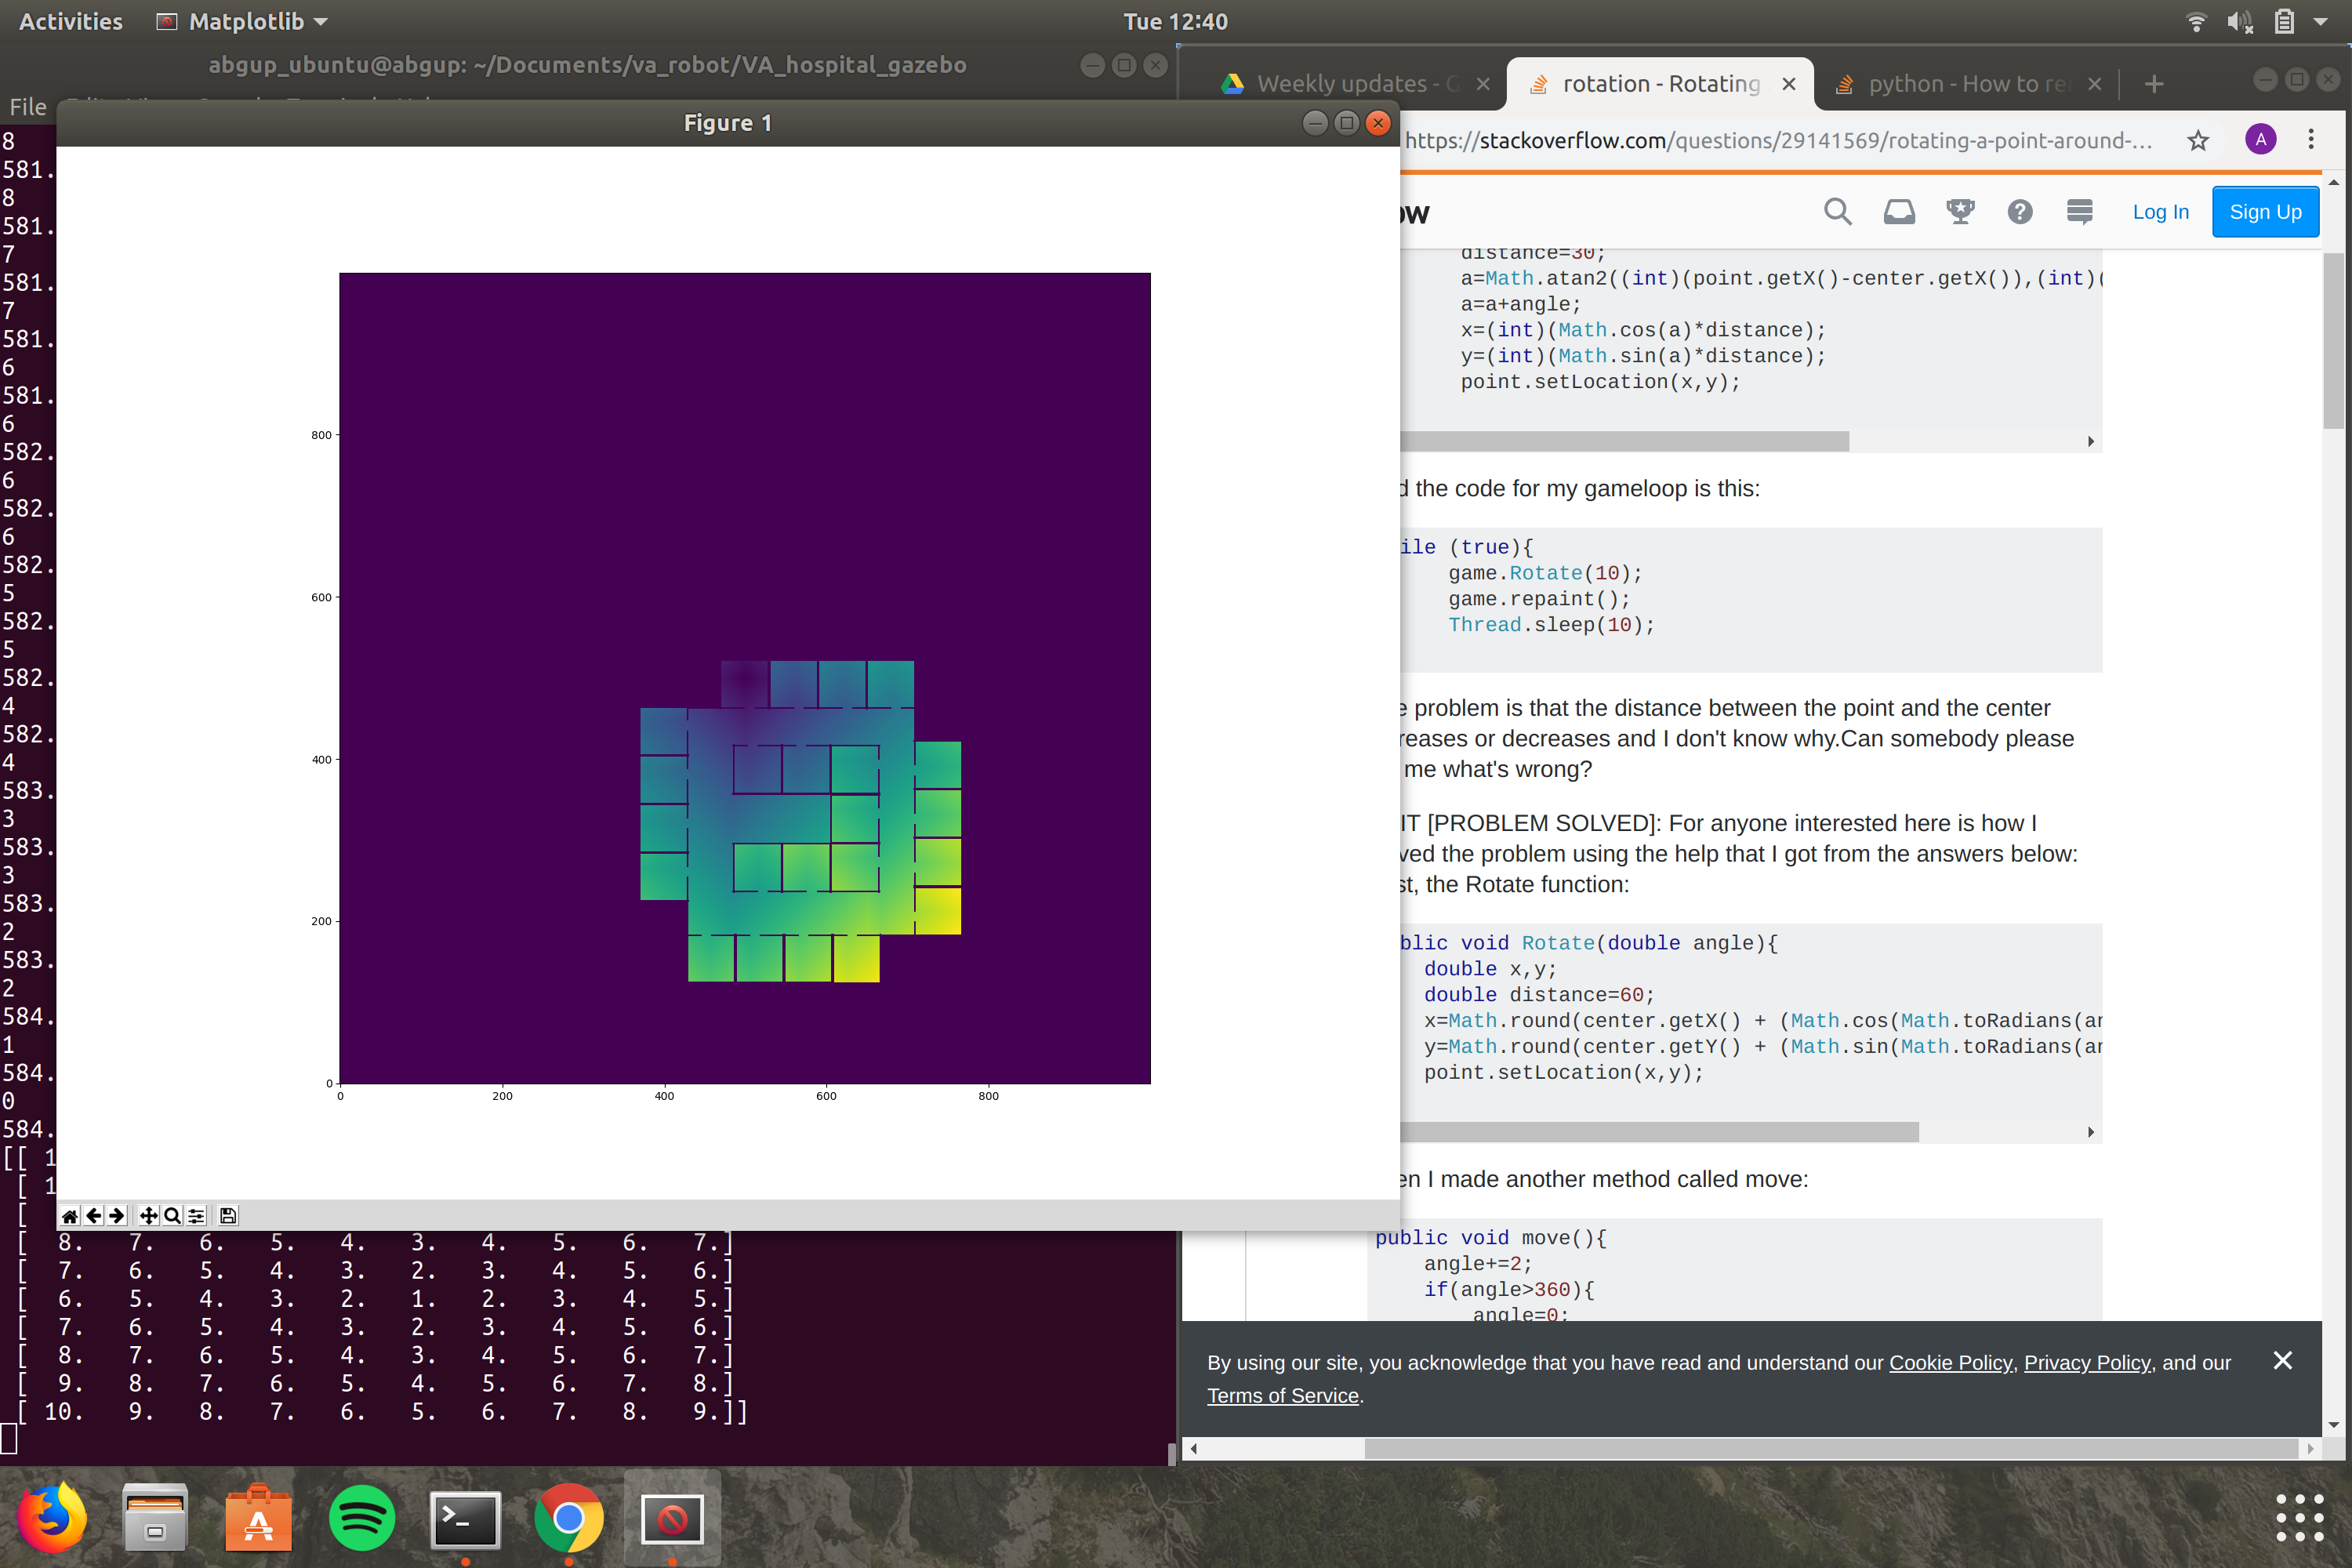 Activities
Matplotlib
Tue 12:40
abgup_ubuntu@abgup: ~/Documents/va_robot/VA_hospital_gazebo
File
8
581.
8
581.
7
581.
7
581.
6
581.
6
582.
6
582.
6
582.
5
582.
5
582.
4
582.
4
583.
3
583.
3
583.
2
583.
2
584.
1
584.
0
584.
[[ 1
[ 1
[
[ 8. 7. 6. 5. 4. 3. 4. 5. 6. 7.]
[ 7. 6. 5. 4. 3. 2. 3. 4. 5. 6.]
[ 6. 5. 4. 3. 2. 1. 2. 3. 4. 5.]
[ 7. 6. 5. 4. 3. 2. 3. 4. 5. 6.]
[ 8. 7. 6. 5. 4. 3. 4. 5. 6. 7.]
[ 9. 8. 7. 6. 5. 4. 5. 6. 7. 8.]
[ 10. 9. 8. 7. 6. 5. 6. 7. 8. 9.]]
Figure 1
800
600
400
200
0
0 200 400 600 800
Weekly updates - G
rotation - Rotating
python - How to re
https://stackoverflow.com/questions/29141569/rotating-a-point-around-...
A
ow
Log In
Sign Up
distance=30;
a=Math.atan2((int)(point.getX()-center.getX()),(int)(
a=a+angle;
x=(int)(Math.cos(a)*distance);
y=(int)(Math.sin(a)*distance);
point.setLocation(x,y);
d the code for my gameloop is this:
ile (true){
game.Rotate(10);
game.repaint();
Thread.sleep(10);
e problem is that the distance between the point and the center
reases or decreases and I don't know why.Can somebody please
me what's wrong?
IT [PROBLEM SOLVED]: For anyone interested here is how I
ved the problem using the help that I got from the answers below:
st, the Rotate function:
blic void Rotate(double angle){
double x,y;
double distance=60;
x=Math.round(center.getX() + (Math.cos(Math.toRadians(an
y=Math.round(center.getY() + (Math.sin(Math.toRadians(an
point.setLocation(x,y);
en I made another method called move:
public void move(){
angle+=2;
if(angle>360){
angle=0;
By using our site, you acknowledge that you have read and understand our Cookie Policy, Privacy Policy, and our
Terms of Service.